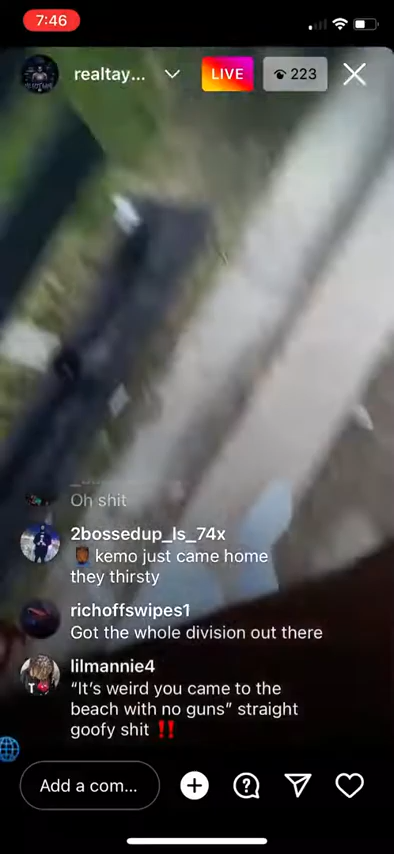 7:46
realtay...
LIVE
223
Oh shit
2bossedup_ls_74x
kemo just came home
they thirsty
richoffswipes1
Got the whole division out there
lilmannie4
“It’s weird you came to the
beach with no guns” straight
goofy shit ‼️
Add a com...